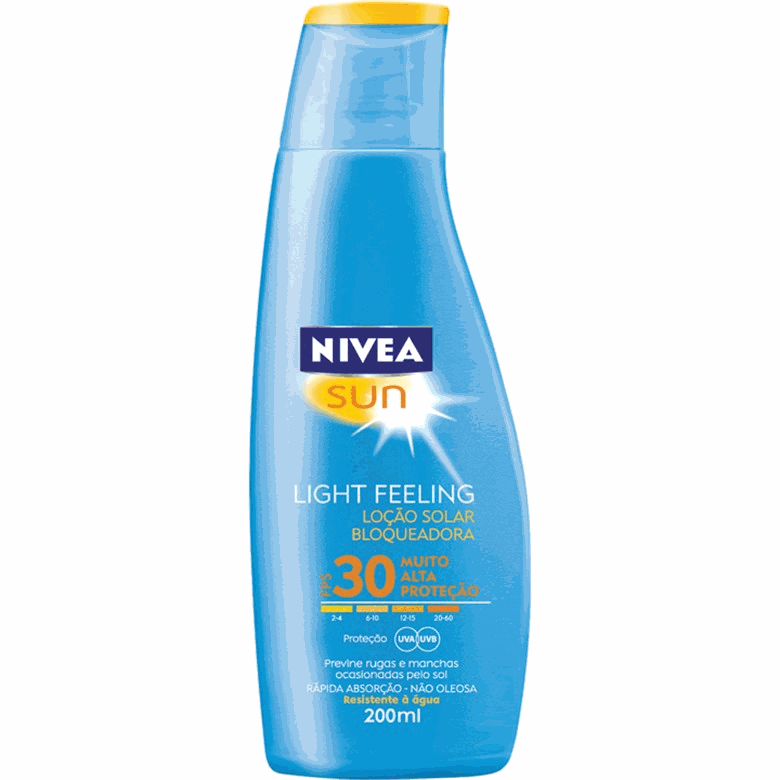 NIVEA
sun
LIGHT FEELING
LOÇÃO SOLAR
BLOQUEADORA
FPS 30 MUITO
ALTA
PROTEÇÃO
2-4 6-10 12-15 20-60
Proteção UVA UVB
Previne rugas e manchas
ocasionadas pelo sol
RÁPIDA ABSORÇÃO - NÃO OLEOSA
Resistente à água
200ml